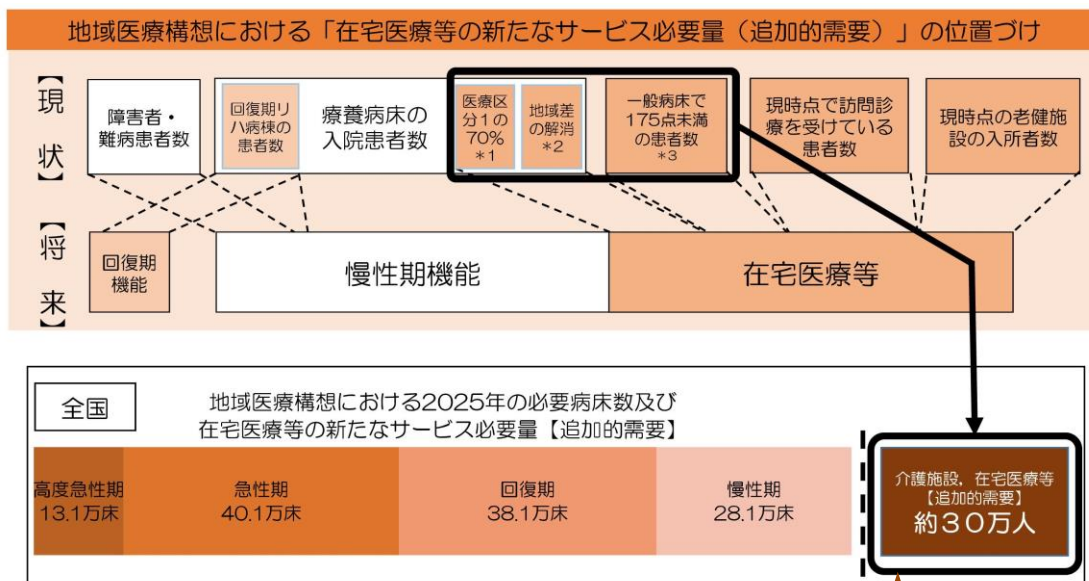 地域医療構想における「在宅医療等の新たなサービス必要量（追加的需要）」の位置づけ
【現状】
障害者・
難病患者数
回復期リ
ハ病棟の
患者数
療養病床の
入院患者数
医療区
分1の
70%
*1
地域差
の解消
*2
一般病床で
175点未満
の患者数
*3
現時点で訪問診
療を受けている
患者数
現時点の老健施
設の入所者数
【将来】
回復期
機能
慢性期機能
在宅医療等
全国
地域医療構想における2025年の必要病床数及び
在宅医療等の新たなサービス必要量【追加的需要】
高度急性期
13.1万床
急性期
40.1万床
回復期
38.1万床
慢性期
28.1万床
介護施設，在宅医療等
【追加的需要】
約３０万人